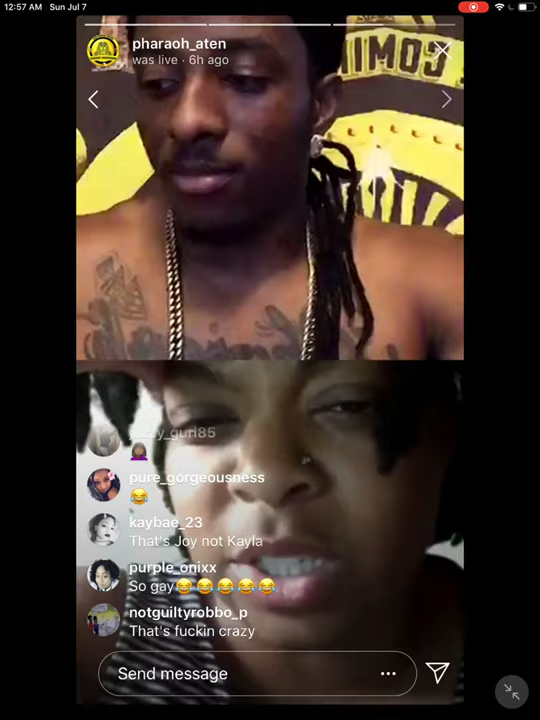 12:57 AM Sun Jul 7
pharaoh_aten
was live · 6h ago
pure_gorgeousness
😂
kaybae_23
That's Joy not Kayla
purple_onixx
So gay😂😂😂😂😂
notguiltyrobbo_p
That's fuckin crazy
Send message